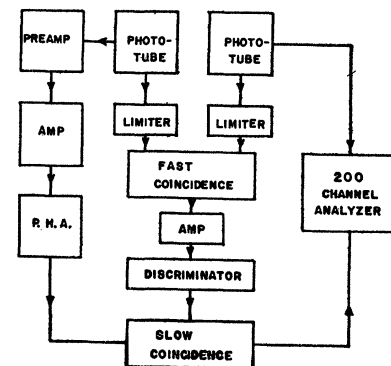 PREAMP
PHOTO-
TUBE
PHOTO-
TUBE
LIMITER
LIMITER
AMP
FAST
COINCIDENCE
200
CHANNEL
ANALYZER
P.H.A.
AMP
DISCRIMINATOR
SLOW
COINCIDENCE